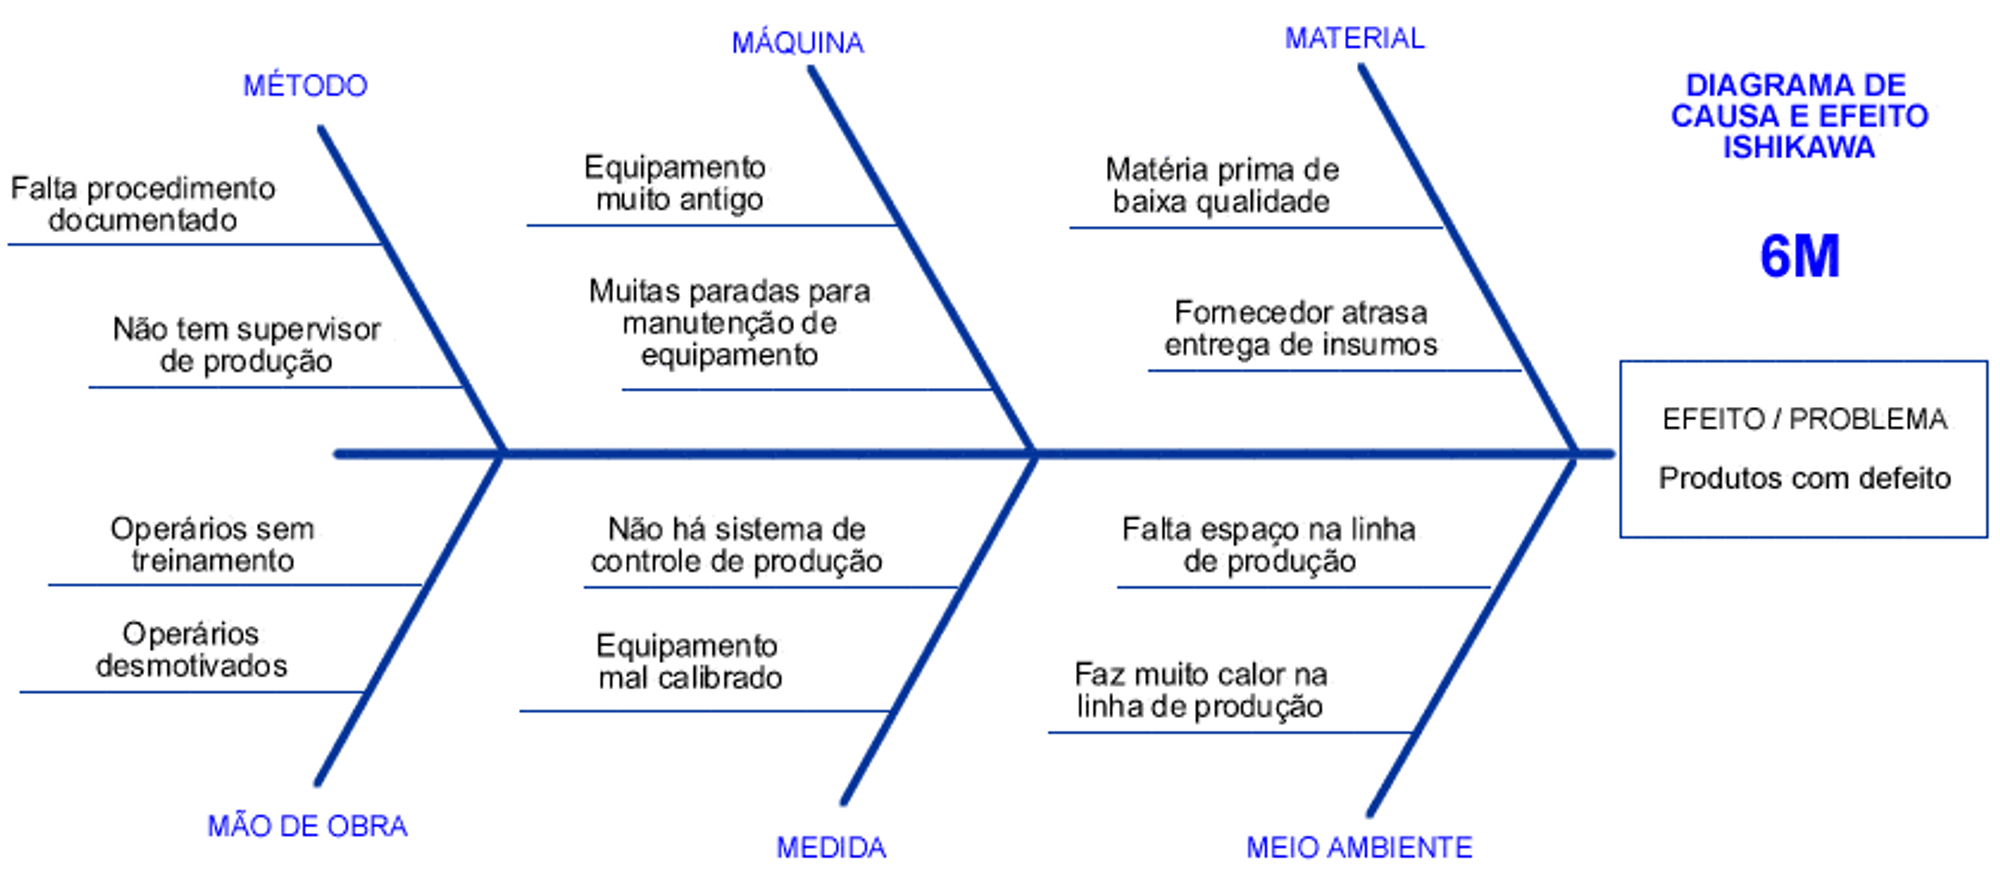 MÉTODO
MÁQUINA
MATERIAL
DIAGRAMA DE
CAUSA E EFEITO
ISHIKAWA
6M
Falta procedimento
documentado
Não tem supervisor
de produção
Equipamento
muito antigo
Muitas paradas para
manutenção de
equipamento
Matéria prima de
baixa qualidade
Fornecedor atrasa
entrega de insumos
EFEITO / PROBLEMA
Produtos com defeito
Operários sem
treinamento
Operários
desmotivados
Não há sistema de
controle de produção
Equipamento
mal calibrado
Falta espaço na linha
de produção
Faz muito calor na
linha de produção
MÃO DE OBRA
MEDIDA
MEIO AMBIENTE